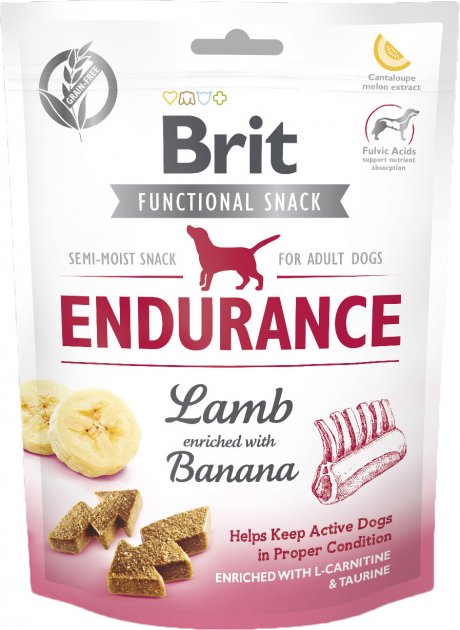 GRAIN-FREE
Cantaloupe
melon extract
Brit
Fulvic Acids
support nutrient
absorption
FUNCTIONAL SNACK
SEMI-MOIST SNACK
FOR ADULT DOGS
ENDURANCE
Lamb
enriched with
Banana
Helps Keep Active Dogs
in Proper Condition
ENRICHED WITH L-CARNITINE
& TAURINE